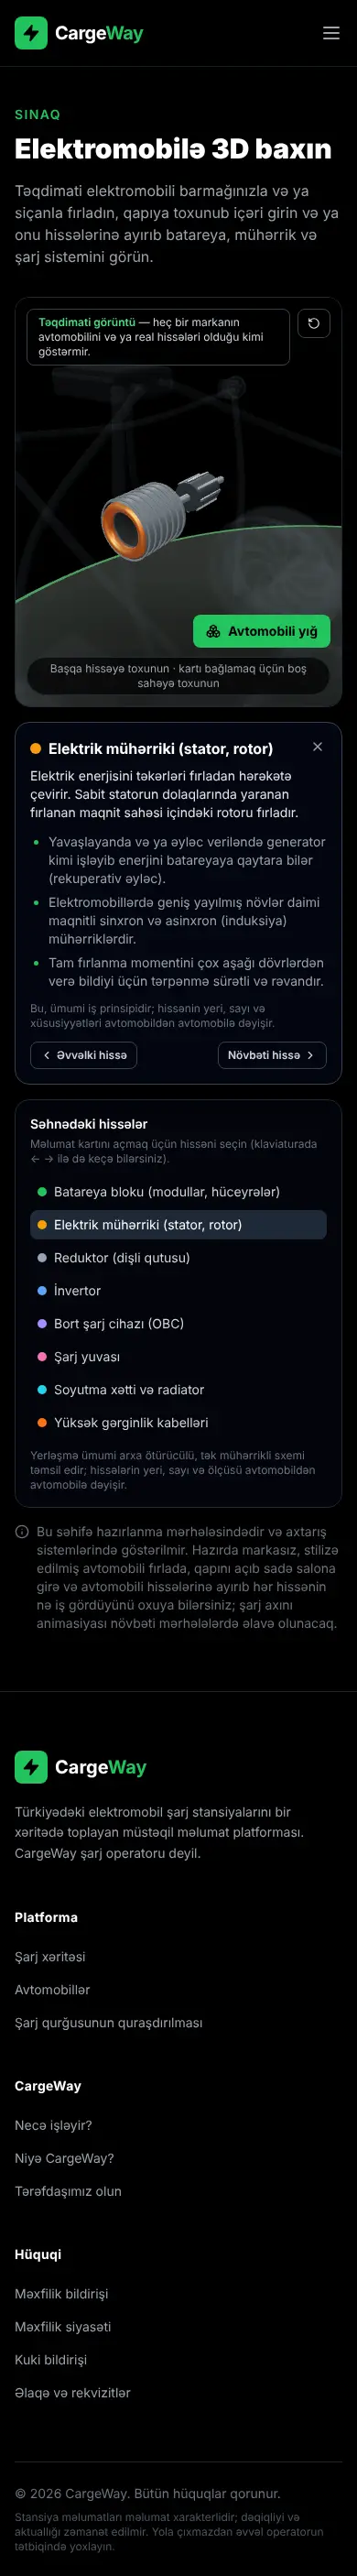 CargeWay
SINAQ
Elektromobilə 3D baxın
Təqdimati elektromobili barmağınızla və ya
siçanla fırladın, qapıya toxunub içəri girin və ya
onu hissələrinə ayırıb batareya, mühərrik və
şarj sistemini görün.
Təqdimati görüntü — heç bir markanın
avtomobilini və ya real hissələri olduğu kimi
göstərmir.
Avtomobili yığ
Başqa hissəyə toxunun · kartı bağlamaq üçün boş
səhəyə toxunun
Elektrik mühərriki (stator, rotor)
Elektrik enerjisini təkərləri fırladan hərəkətə
çevirir. Sabit statorun dolaqlarında yaranan
fırlanan maqnit sahəsi içindəki rotoru fırladır.
Yavaşlayanda və ya əyləc veriləndə generator
kimi işləyib enerjini batareyaya qaytara bilər
(rekuperativ əyləc).
Elektromobillərdə geniş yayılmış növlər daimi
maqnitli sinxron və asinxron (induksiya)
mühərriklərdir.
Tam fırlanma momentini çox aşağı dövrlərdən
verə bildiyi üçün tərpənmə sürətli və rəvandır.
Bu, ümumi iş prinsipidir; hissənin yeri, sayı və
xüsusiyyətləri avtomobildən avtomobilə dəyişir.
Əvvəlki hissə
Növbəti hissə
Səhnədəki hissələr
Məlumat kartını açmaq üçün hissəni seçin (klaviaturada
← → ilə də keçə bilərsiniz).
Batareya bloku (modullar, hüceyrələr)
Elektrik mühərriki (stator, rotor)
Reduktor (dişli qutusu)
İnvertor
Bort şarj cihazı (OBC)
Şarj yuvası
Soyutma xətti və radiator
Yüksək gərginlik kabelləri
Yerləşmə ümumi arxa ötürücülü, tək mühərrikli sxemi
təmsil edir; hissələrin yeri, sayı və ölçüsü avtomobildən
avtomobilə dəyişir.
Bu səhifə hazırlanma mərhələsindədir və axtarış
sistemlərində göstərilmir. Hazırda markasız, stilizə
edilmiş avtomobili fırlada, qapını açıb sadə salona
girə və avtomobili hissələrinə ayırıb hər hissənin
nə iş gördüyünü oxuya bilərsiniz; şarj axını
animasiyası növbəti mərhələlərdə əlavə olunacaq.
CargeWay
Türkiyədəki elektromobil şarj stansiyalarını bir
xəritədə toplayan müstəqil məlumat platforması.
CargeWay şarj operatoru deyil.
Platforma
Şarj xəritəsi
Avtomobillər
Şarj qurğusunun quraşdırılması
CargeWay
Necə işləyir?
Niyə CargeWay?
Tərəfdaşımız olun
Hüquqi
Məxfilik bildirişi
Məxfilik siyasəti
Kuki bildirişi
Əlaqə və rekvizitlər
© 2026 CargeWay. Bütün hüquqlar qorunur.
Stansiya məlumatları məlumat xarakterlidir; dəqiqliyi və
aktuallığı zəmanət edilmir. Yola çıxmazdan əvvəl operatorun
tətbiqində yoxlayın.